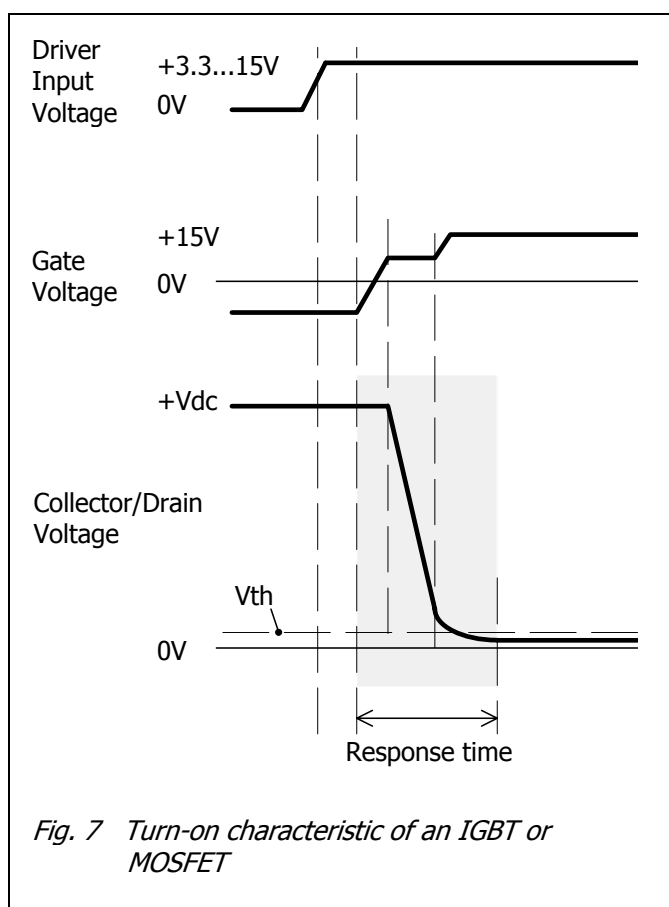 Driver
Input
Voltage
+3.3...15V
0V
Gate
Voltage
+15V
0V
+Vdc
Collector/Drain
Voltage
Vth
0V
Response time
Fig. 7 Turn-on characteristic of an IGBT or
MOSFET